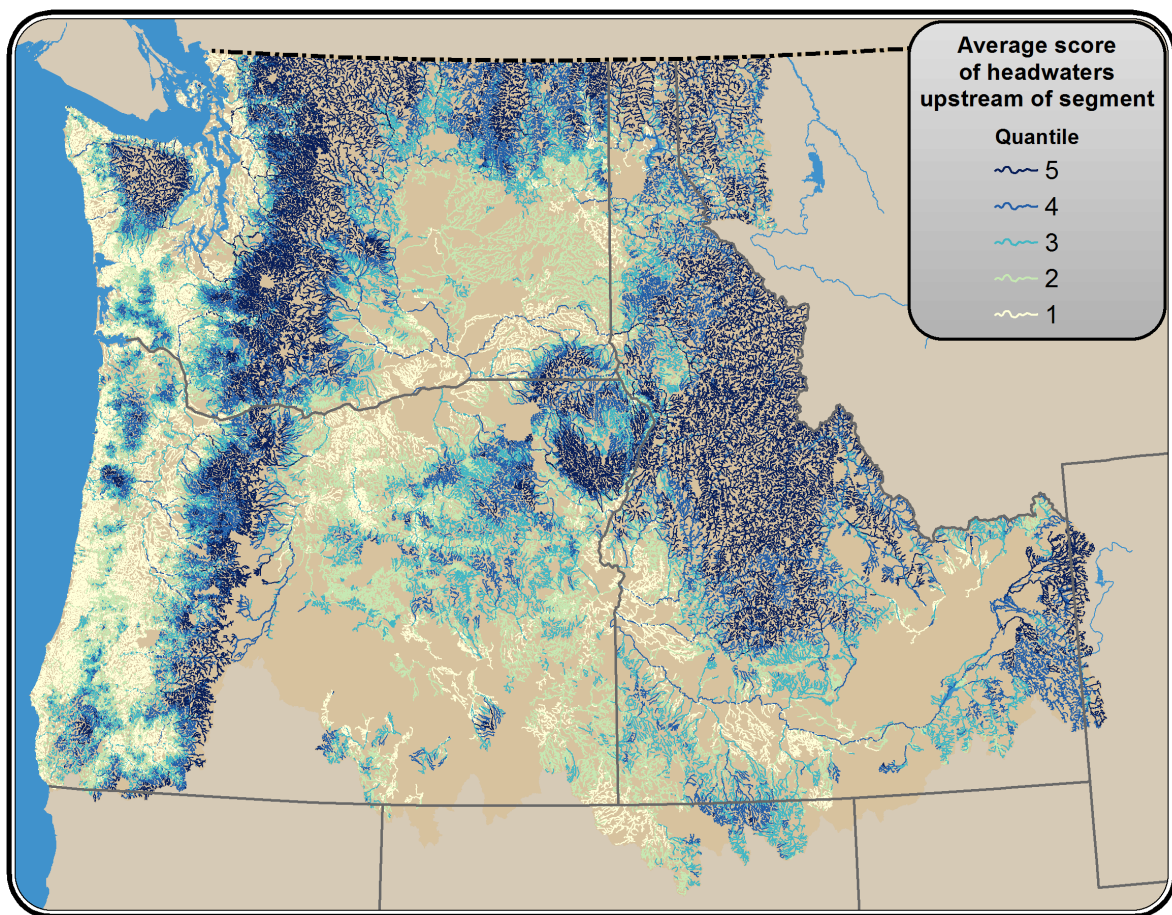 Average score
of headwaters
upstream of segment
Quantile
5
4
3
2
1